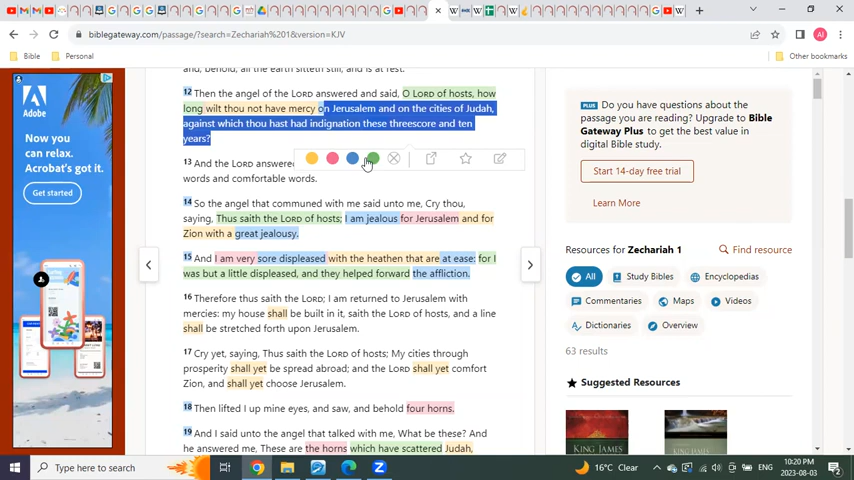 biblegateway.com/passage/?search=Zechariah%201&version=KJV
Bible
Personal
Other bookmarks
and, behold, all the earth sitteth still, and is at rest.
12 Then the angel of the LORD answered and said, O LORD of hosts, how
long wilt thou not have mercy on Jerusalem and on the cities of Judah,
against which thou hast had indignation these threescore and ten
years?
13 And the LORD answered
words and comfortable words.
14 So the angel that communed with me said unto me, Cry thou,
saying, Thus saith the LORD of hosts; I am jealous for Jerusalem and for
Zion with a great jealousy.
15 And I am very sore displeased with the heathen that are at ease: for I
was but a little displeased, and they helped forward the affliction.
16 Therefore thus saith the LORD; I am returned to Jerusalem with
mercies: my house shall be built in it, saith the LORD of hosts, and a line
shall be stretched forth upon Jerusalem.
17 Cry yet, saying, Thus saith the LORD of hosts; My cities through
prosperity shall yet be spread abroad; and the LORD shall yet comfort
Zion, and shall yet choose Jerusalem.
18 Then lifted I up mine eyes, and saw, and behold four horns.
19 And I said unto the angel that talked with me, What be these? And
he answered me, These are the horns which have scattered Judah,
Adobe
Now you
can relax.
Acrobat's got it.
Get started
PLUS Do you have questions about the
passage you are reading? Upgrade to Bible
Gateway Plus to get the best value in
digital Bible study.
Start 14-day free trial
Learn More
Resources for Zechariah 1
Find resource
All
Study Bibles
Encyclopedias
Commentaries
Maps
Videos
Dictionaries
Overview
63 results
Suggested Resources
KING JAMES
Type here to search
16°C Clear
ENG
10:20 PM
2023-08-03